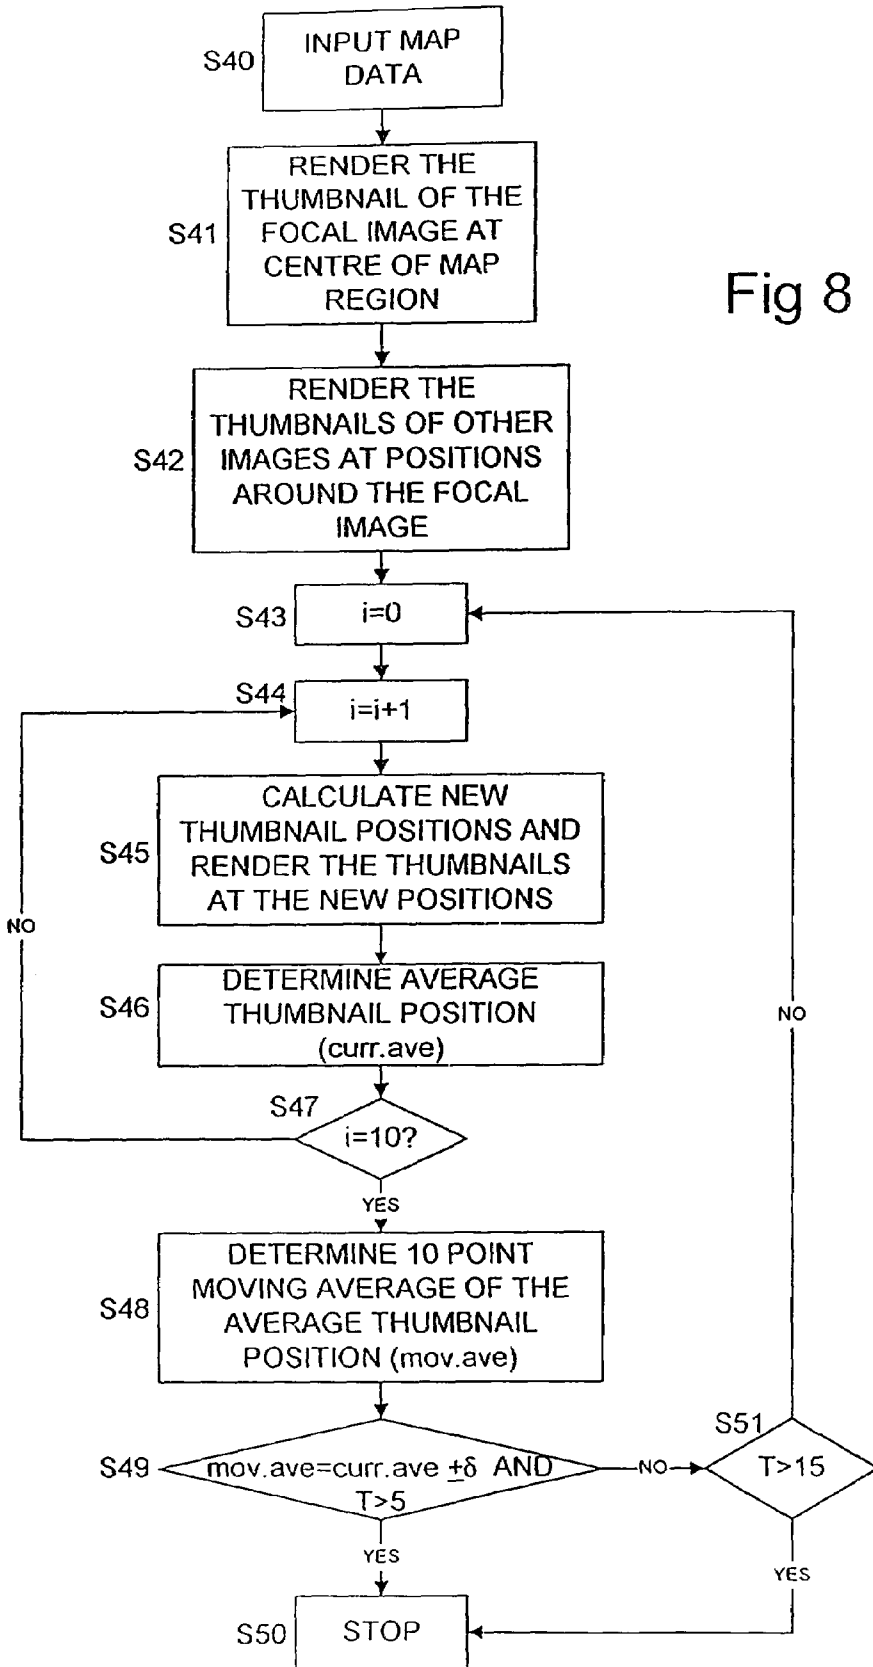 S40
INPUT MAP
DATA
S41
RENDER THE
THUMBNAIL OF THE
FOCAL IMAGE AT
CENTRE OF MAP
REGION
Fig 8
S42
RENDER THE
THUMBNAILS OF OTHER
IMAGES AT POSITIONS
AROUND THE FOCAL
IMAGE
S43
i=0
S44
i=i+1
S45
CALCULATE NEW
THUMBNAIL POSITIONS AND
RENDER THE THUMBNAILS
AT THE NEW POSITIONS
NO
S46
DETERMINE AVERAGE
THUMBNAIL POSITION
(curr.ave)
NO
S47
i=10?
YES
S48
DETERMINE 10 POINT
MOVING AVERAGE OF THE
AVERAGE THUMBNAIL
POSITION (mov.ave)
S49
mov.ave=curr.ave ±δ AND
T>5
NO
S51
T>15
YES
YES
S50
STOP